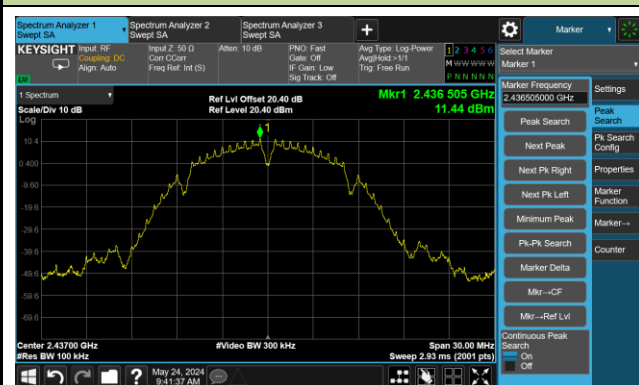 Spectrum Analyzer 1
Swept SA
Spectrum Analyzer 2
Swept SA
Spectrum Analyzer 3
Swept SA
Marker
KEYSIGHT
Input: RF
Coupling: DC
Align: Auto
Input Z: 50 Ω
Corr CCorr
Freq Ref: Int (S)
Atten: 10 dB
PNO: Fast
Gate: Off
IF Gain: Low
Sig Track: Off
Avg Type: Log-Power
Avg|Hold:>1/1
Trig: Free Run
1 2 3 4 5 6
M W W W W W
P N N N N N
Select Marker
Marker 1
1 Spectrum
Scale/Div 10 dB
Log
Ref Lvl Offset 20.40 dB
Ref Level 20.40 dBm
Mkr1 2.436 505 GHz
11.44 dBm
1
10.4
0.400
-9.60
-19.6
-29.6
-39.6
-49.6
-59.6
-69.6
Center 2.43700 GHz
#Res BW 100 kHz
#Video BW 300 kHz
Span 30.00 MHz
Sweep 2.93 ms (2001 pts)
Marker Frequency
2.436505000 GHz
Peak Search
Next Peak
Next Pk Right
Next Pk Left
Minimum Peak
Pk-Pk Search
Marker Delta
Mkr→CF
Mkr→Ref Lvl
Continuous Peak
Search
On
Off
Settings
Peak
Search
Pk Search
Config
Properties
Marker
Function
Marker→
Counter
May 24, 2024
9:41:37 AM